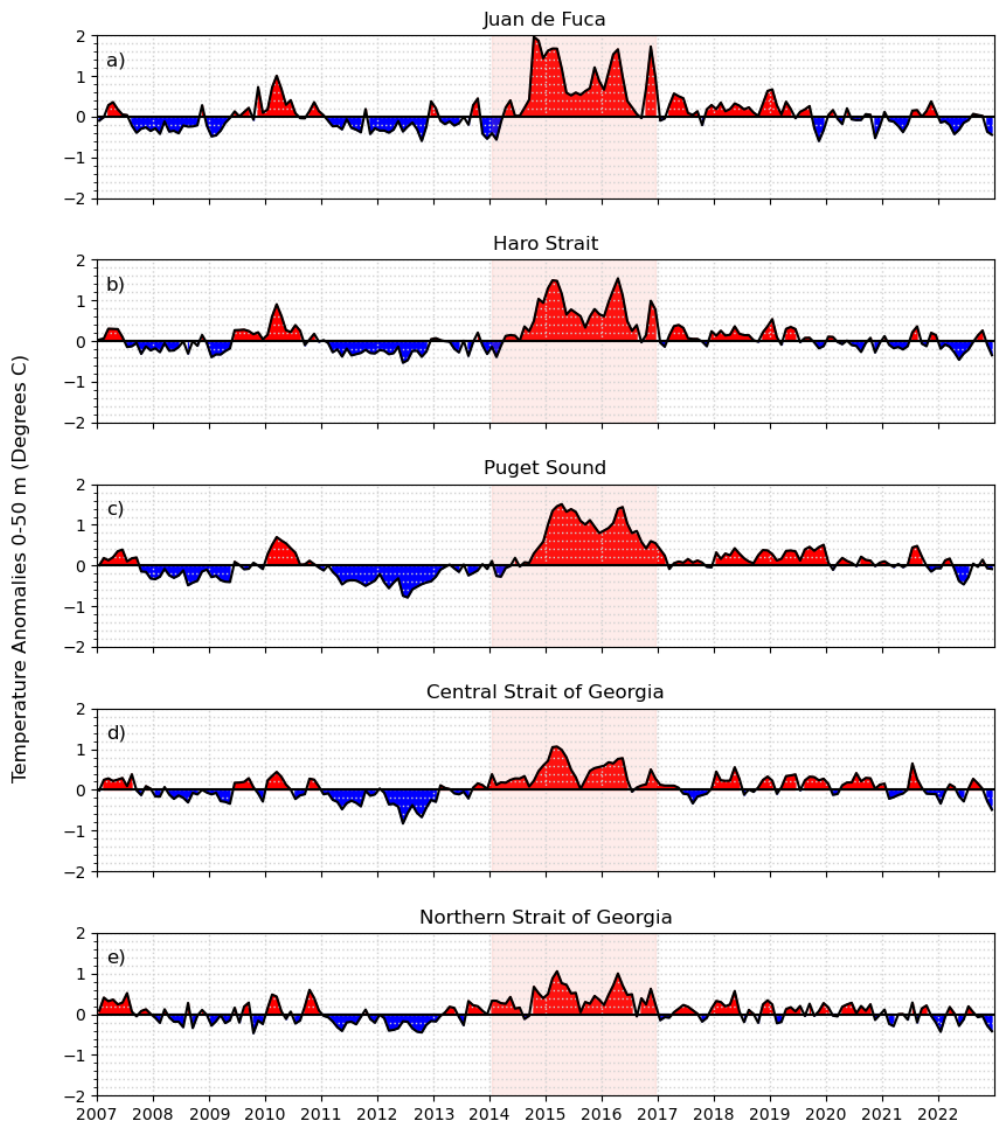 Juan de Fuca
a)
2
1
0
−1
−2
Haro Strait
b)
2
1
0
−1
−2
Temperature Anomalies 0-50 m (Degrees C)
Puget Sound
c)
2
1
0
−1
−2
Central Strait of Georgia
d)
2
1
0
−1
−2
Northern Strait of Georgia
e)
2
1
0
−1
−2
2007 2008 2009 2010 2011 2012 2013 2014 2015 2016 2017 2018 2019 2020 2021 2022